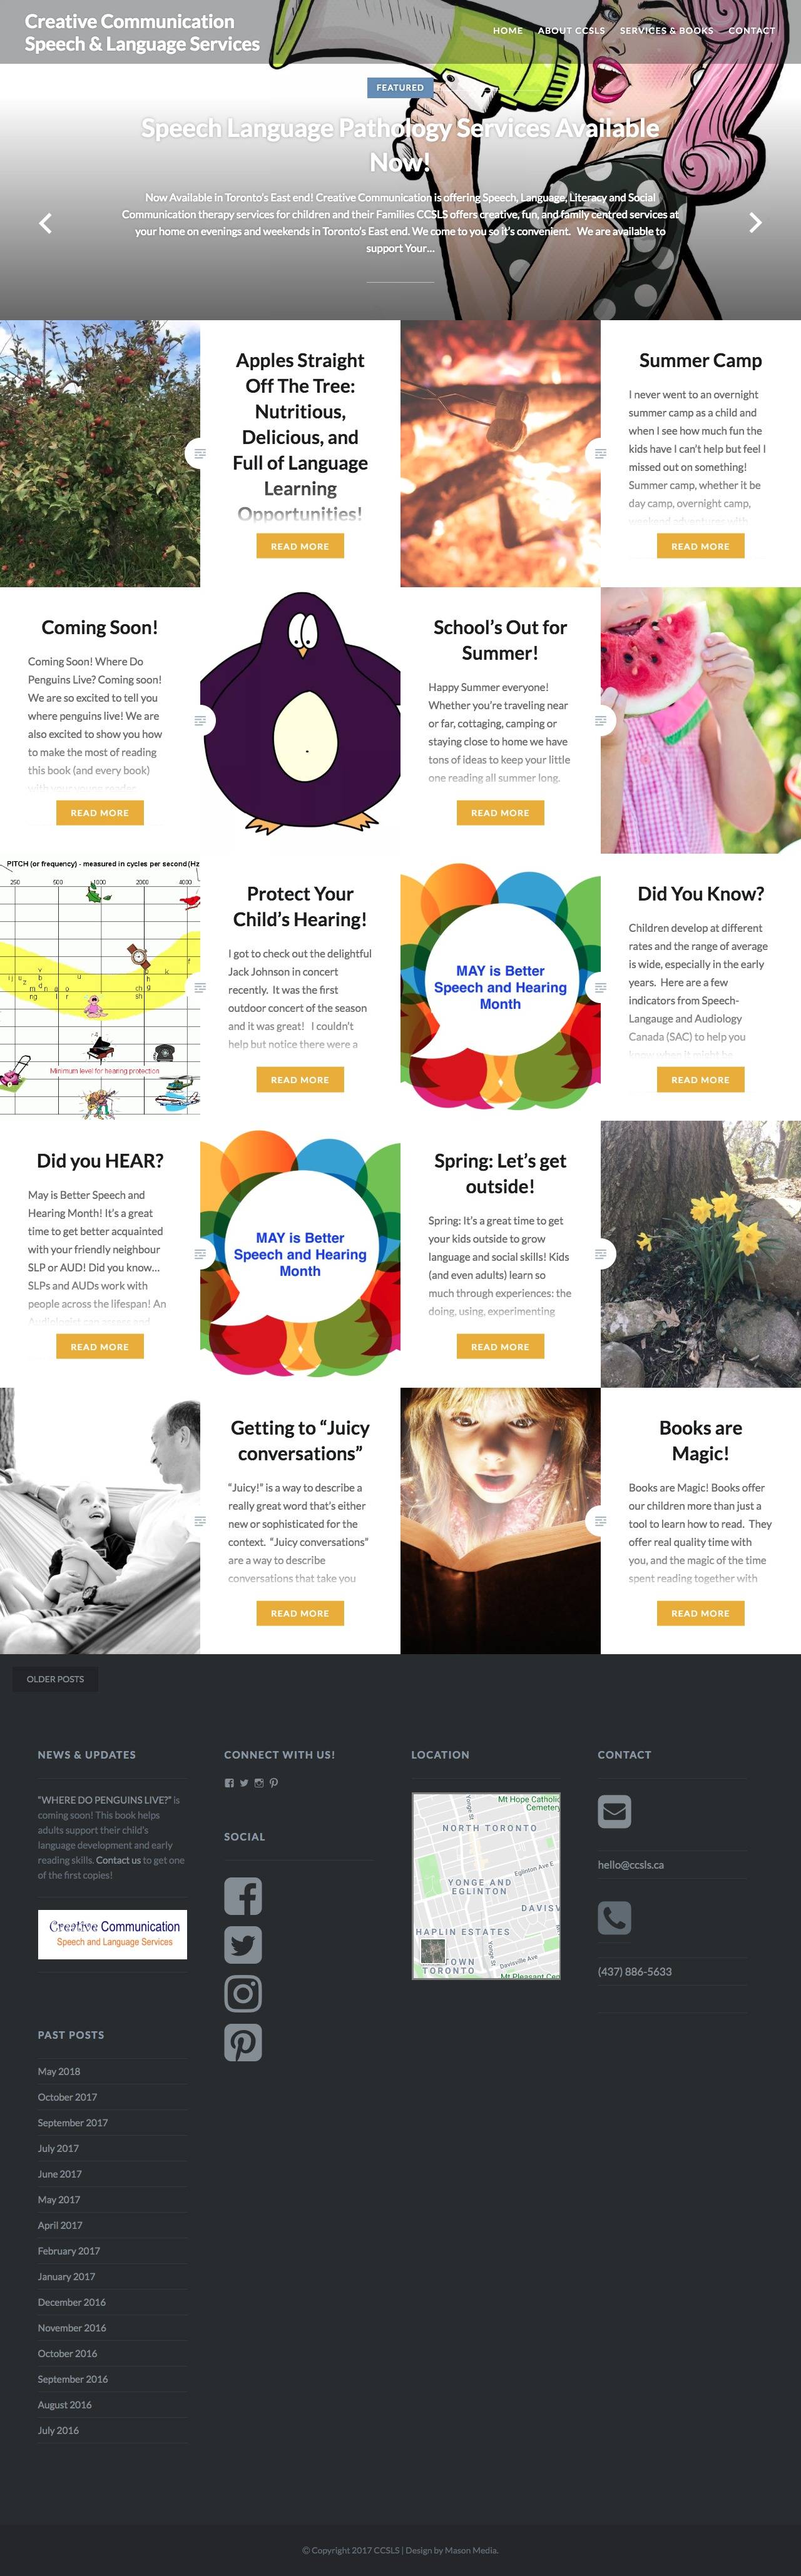 Creative Communication
Speech & Language Services
HOME ABOUT CCSLS SERVICES & BOOKS CONTACT
FEATURED
Speech Language Pathology Services Available
Now!
Now Available in Toronto's East end! Creative Communication is offering Speech, Language, Literacy and Social
Communication therapy services for children and their Families CCSLS offers creative, fun, and family centred services at
your home on evenings and weekends in Toronto's East end. We come to you so it's convenient. We are available to
support Your...
Apples Straight
Off The Tree:
Nutritious,
Delicious, and
Full of Language
Learning
Opportunities!
READ MORE
Summer Camp
I never went to an overnight
summer camp as a child and
when I see how much fun the
kids have I can't help but feel I
missed out on something!
Summer camp, whether it be
day camp, overnight camp,
weekend adventures with
READ MORE
Coming Soon!
Coming Soon! Where Do
Penguins Live? Coming soon!
We are so excited to tell you
where penguins live! We are
also excited to show you how
to make the most of reading
this book (and every book)
with your young reader
READ MORE
School's Out for
Summer!
Happy Summer everyone!
Whether you're traveling near
or far, cottaging, camping or
staying close to home we have
tons of ideas to keep your little
one reading all summer long.
READ MORE
PITCH (or frequency) - measured in cycles per second (Hz
250 500 1000 2000 4000
j z v m d b n ng i a o r u ch sh g k f
Minimum level for hearing protection
Protect Your
Child's Hearing!
I got to check out the delightful
Jack Johnson in concert
recently. It was the first
outdoor concert of the season
and it was great! I couldn't
help but notice there were a
READ MORE
MAY is Better
Speech and Hearing
Month
Did You Know?
Children develop at different
rates and the range of average
is wide, especially in the early
years. Here are a few
indicators from Speech-
Langauge and Audiology
Canada (SAC) to help you
know when it might be
READ MORE
Did you HEAR?
May is Better Speech and
Hearing Month! It's a great
time to get better acquainted
with your friendly neighbour
SLP or AUD! Did you know...
SLPs and AUDs work with
people across the lifespan! An
Audiologist can assess and
READ MORE
MAY is Better
Speech and Hearing
Month
Spring: Let's get
outside!
Spring: It's a great time to get
your kids outside to grow
language and social skills! Kids
(and even adults) learn so
much through experiences: the
doing, using, experimenting
READ MORE
Getting to “Juicy
conversations”
“Juicy!” is a way to describe a
really great word that's either
new or sophisticated for the
context. “Juicy conversations”
are a way to describe
conversations that take you
READ MORE
Books are
Magic!
Books are Magic! Books offer
our children more than just a
tool to learn how to read. They
offer real quality time with
you, and the magic of the time
spent reading together with
READ MORE
OLDER POSTS
NEWS & UPDATES
“WHERE DO PENGUINS LIVE?” is
coming soon! This book helps
adults support their child's
language development and early
reading skills. Contact us to get one
of the first copies!
Creative Communication
Speech and Language Services
PAST POSTS
May 2018
October 2017
September 2017
July 2017
June 2017
May 2017
April 2017
February 2017
January 2017
December 2016
November 2016
October 2016
September 2016
August 2016
July 2016
CONNECT WITH US!
SOCIAL
LOCATION
Mt Hope Catholic
Cemetery
Yonge St
NORTH TORONTO
Eglinton Ave E
YONGE AND
EGLINTON
DAVISV
HAPLIN ESTATES
Yonge St
Davisville Ave
TOWN
TORONTO
Mt Pleasant Cem
CONTACT
hello@ccsls.ca
(437) 886-5633
© Copyright 2017 CCSLS | Design by Mason Media.